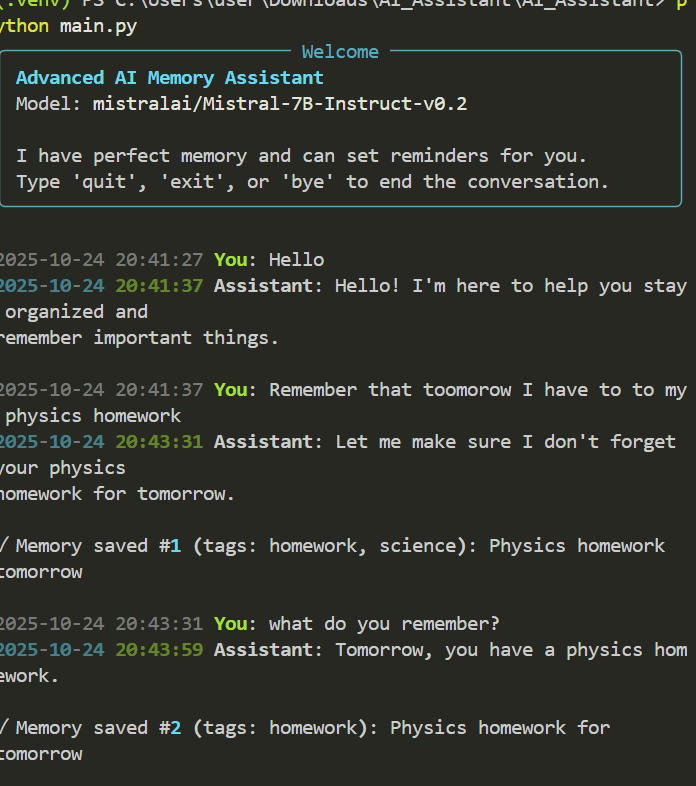 (.venv) PS C:\Users\user\Downloads\AI_Assistant\AI_Assistant> p
ython main.py
Welcome
Advanced AI Memory Assistant
Model: mistralai/Mistral-7B-Instruct-v0.2
I have perfect memory and can set reminders for you.
Type 'quit', 'exit', or 'bye' to end the conversation.
2025-10-24 20:41:27 You: Hello
2025-10-24 20:41:37 Assistant: Hello! I'm here to help you stay
organized and
remember important things.
2025-10-24 20:41:37 You: Remember that toomorow I have to to my
physics homework
2025-10-24 20:43:31 Assistant: Let me make sure I don't forget
your physics
homework for tomorrow.
✓ Memory saved #1 (tags: homework, science): Physics homework
tomorrow
2025-10-24 20:43:31 You: what do you remember?
2025-10-24 20:43:59 Assistant: Tomorrow, you have a physics hom
ework.
✓ Memory saved #2 (tags: homework): Physics homework for
tomorrow